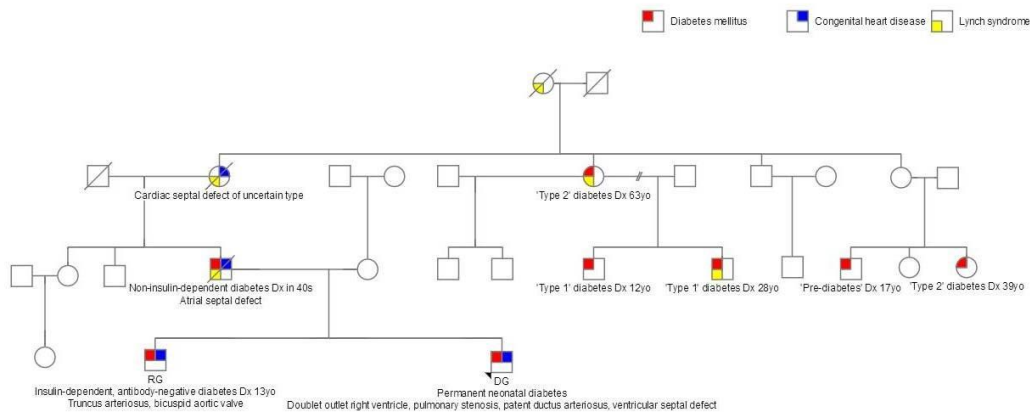 Diabetes mellitus
Congenital heart disease
Lynch syndrome
Cardiac septal defect of uncertain type
'Type 2' diabetes Dx 63yo
Non-insulin-dependent diabetes Dx in 40s
Atrial septal defect
'Type 1' diabetes Dx 12yo
'Type 1' diabetes Dx 28yo
'Pre-diabetes' Dx 17yo
'Type 2' diabetes Dx 39yo
RG
Insulin-dependent, antibody-negative diabetes Dx 13yo
Truncus arteriosus, bicuspid aortic valve
DG
Permanent neonatal diabetes
Doublet outlet right ventricle, pulmonary stenosis, patent ductus arteriosus, ventricular septal defect